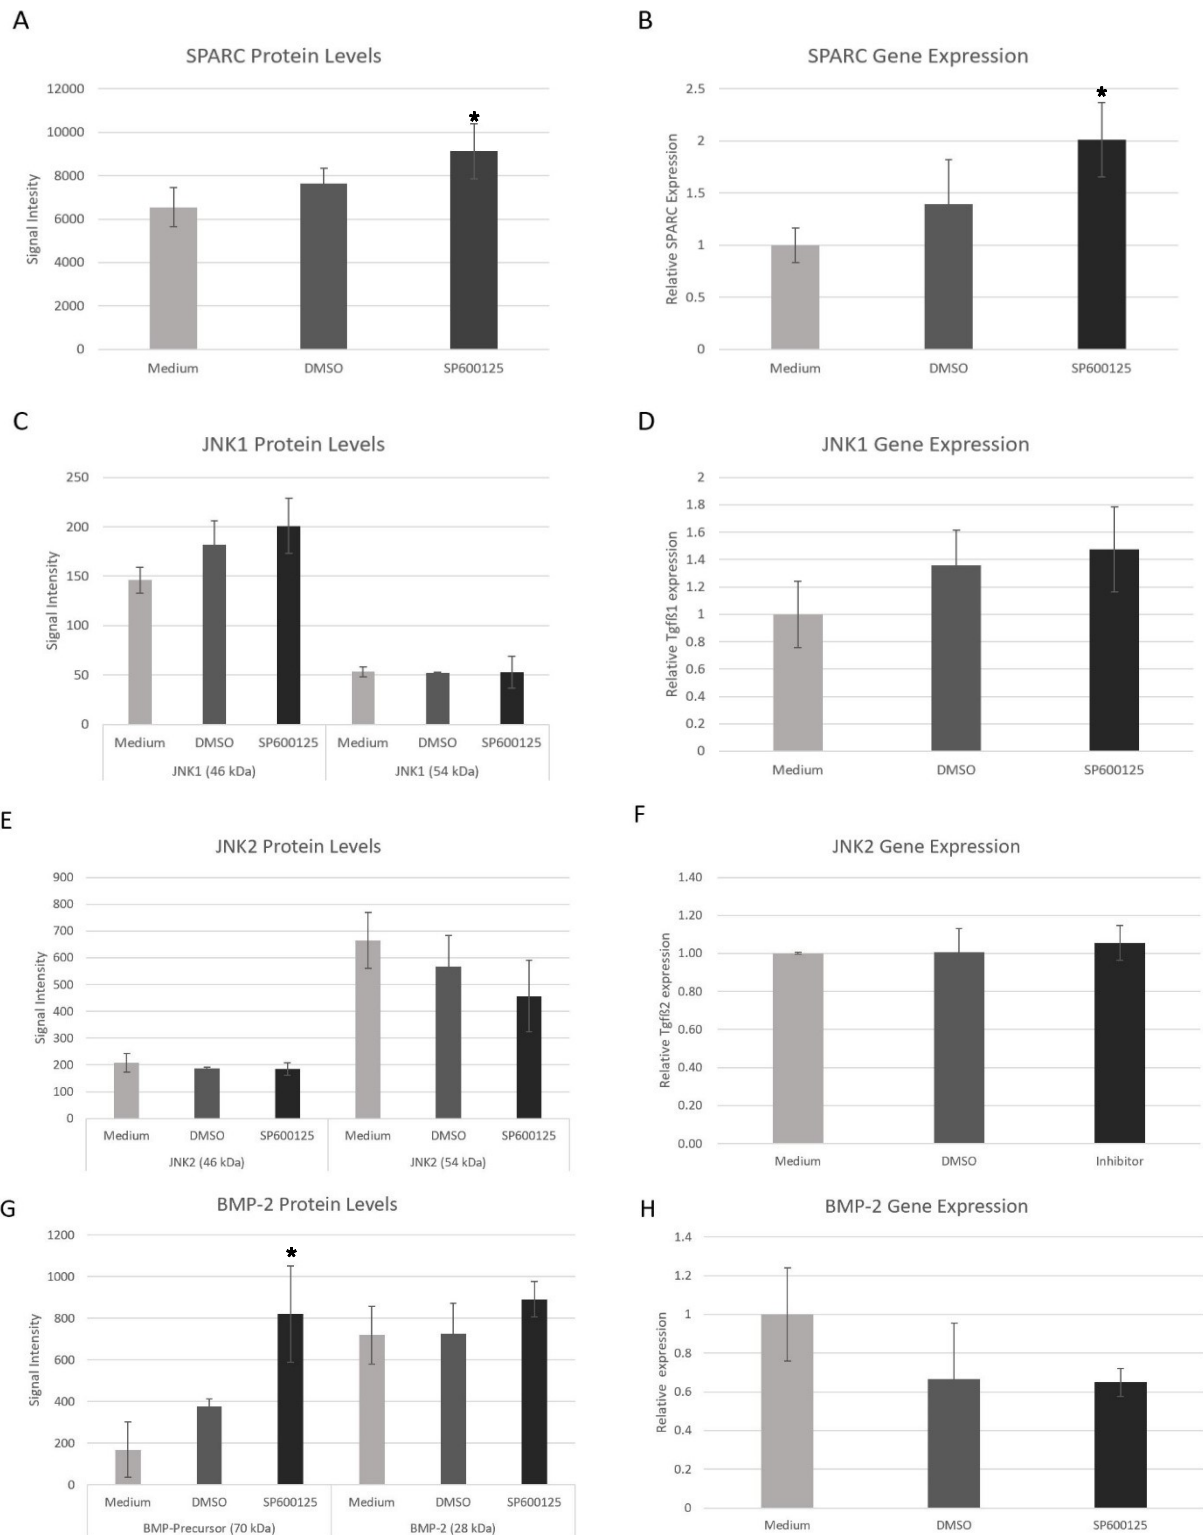 A
SPARC Protein Levels
12000
10000
8000
6000
4000
2000
0
Signal Intesity
*
Medium DMSO SP600125
B
SPARC Gene Expression
2.5
2
1.5
1
0.5
0
Relative SPARC Expression
*
Medium DMSO SP600125
C
JNK1 Protein Levels
250
200
150
100
50
0
Signal Intensity
Medium DMSO SP600125 Medium DMSO SP600125
JNK1 (46 kDa) JNK1 (54 kDa)
D
JNK1 Gene Expression
2
1.8
1.6
1.4
1.2
1
0.8
0.6
0.4
0.2
0
Relative Tgfß1 expression
Medium DMSO SP600125
E
JNK2 Protein Levels
900
800
700
600
500
400
300
200
100
0
Signal Intensity
Medium DMSO SP600125 Medium DMSO SP600125
JNK2 (46 kDa) JNK2 (54 kDa)
F
JNK2 Gene Expression
1.40
1.20
1.00
0.80
0.60
0.40
0.20
0.00
Relative Tgfß2 expression
Medium DMSO Inhibitor
G
BMP-2 Protein Levels
1200
1000
800
600
400
200
0
Signal Intensity
*
Medium DMSO SP600125 Medium DMSO SP600125
BMP-Precursor (70 kDa) BMP-2 (28 kDa)
H
BMP-2 Gene Expression
1.4
1.2
1
0.8
0.6
0.4
0.2
0
Relative expression
Medium DMSO SP600125